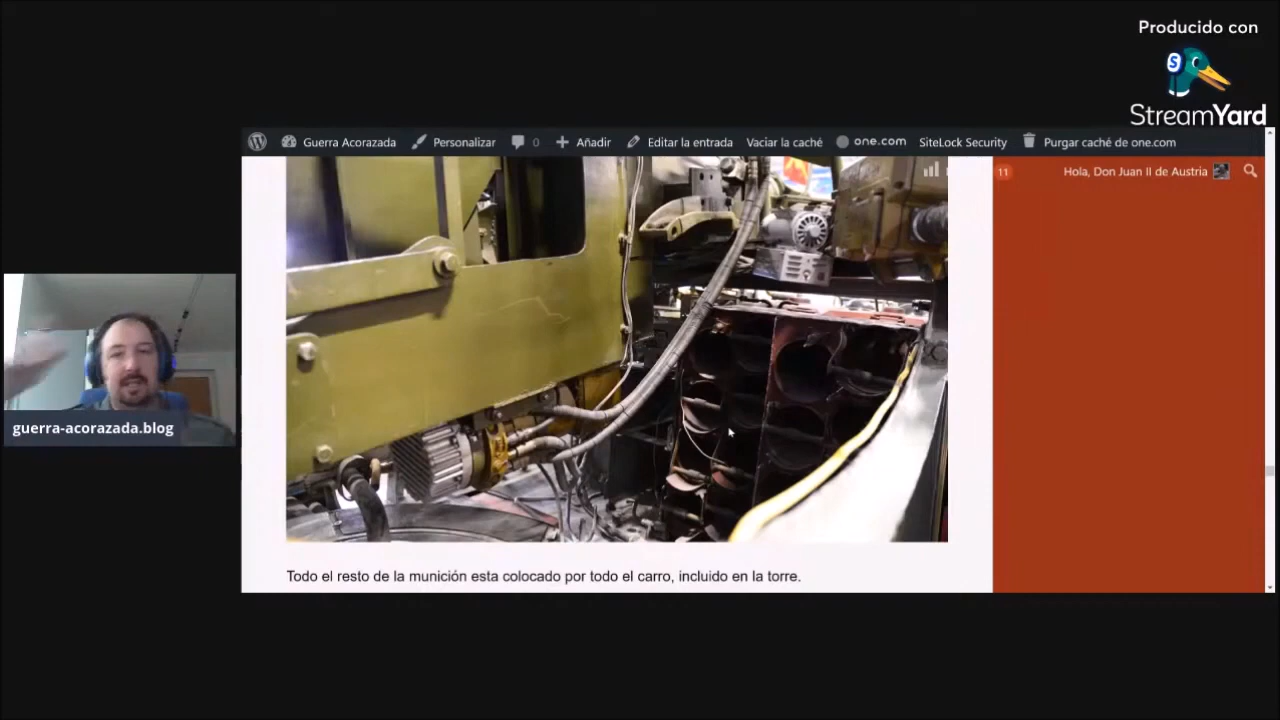 Producido con
StreamYard
Guerra Acorazada Personalizar 0 Añadir Editar la entrada Vaciar la caché one.com SiteLock Security Purgar caché de one.com
11 Hola, Don Juan II de Austria
guerra-acorazada.blog
Todo el resto de la munición esta colocado por todo el carro, incluido en la torre.